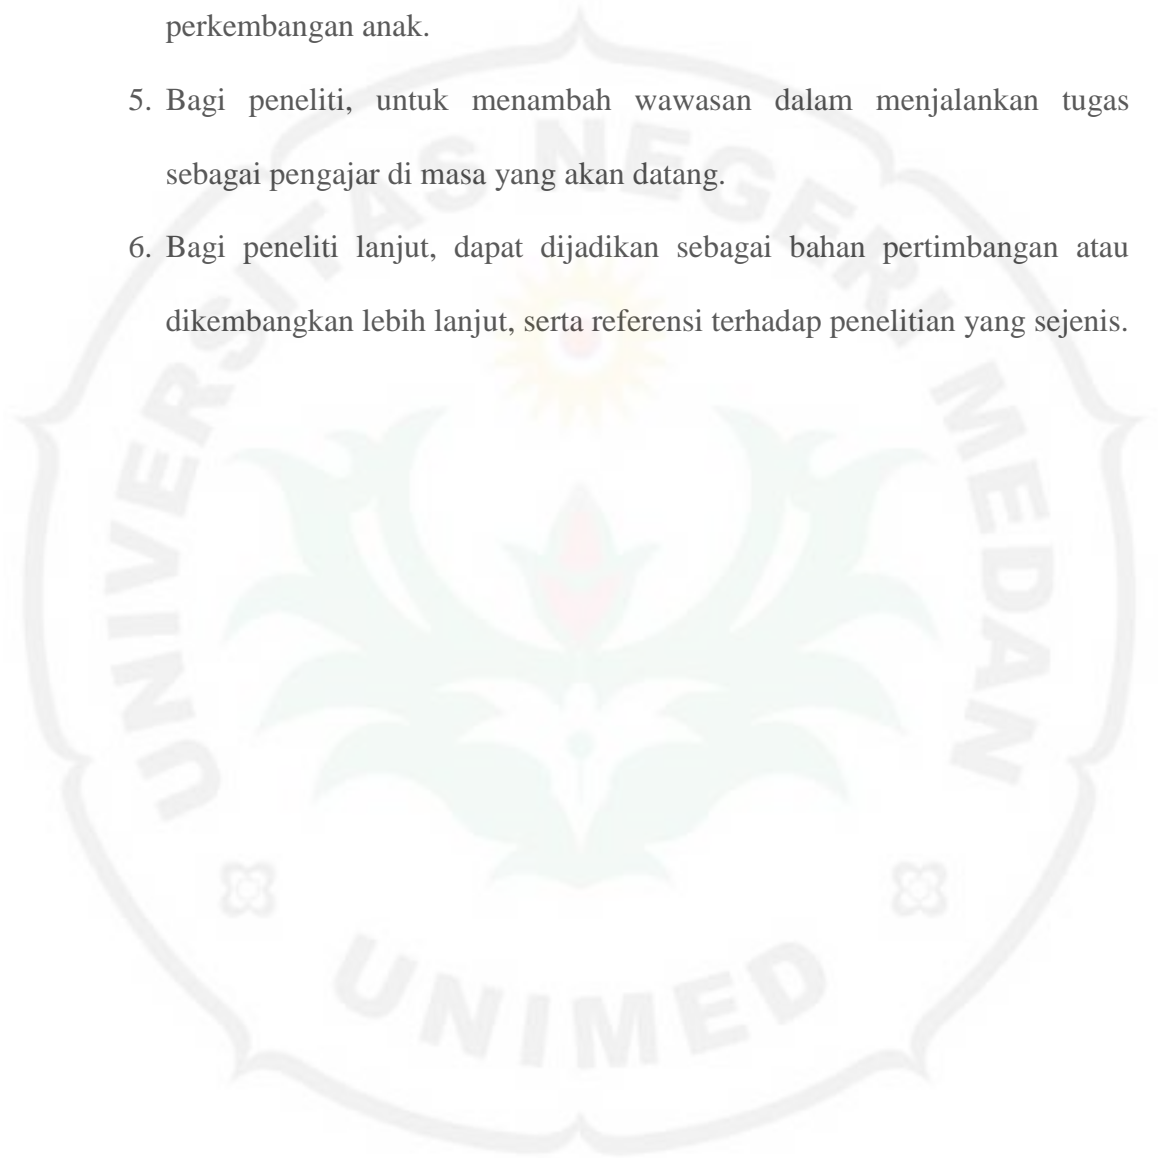 perkembangan anak.
5. Bagi peneliti, untuk menambah wawasan dalam menjalankan tugas
sebagai pengajar di masa yang akan datang.
6. Bagi peneliti lanjut, dapat dijadikan sebagai bahan pertimbangan atau
dikembangkan lebih lanjut, serta referensi terhadap penelitian yang sejenis.
UNIVERSITAS NEGERI MEDAN
UNIMED